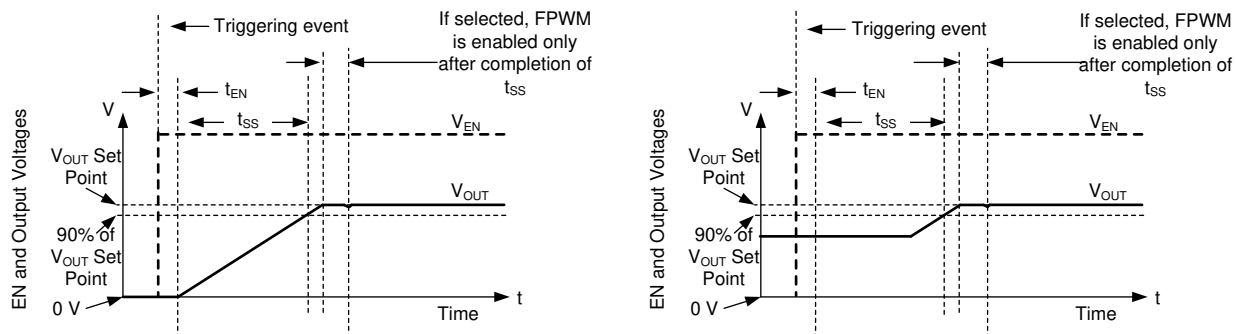 Triggering event
If selected, FPWM
is enabled only
after completion of
tSS
tEN
V
tSS
VEN
EN and Output Voltages
VOUT Set
Point
VOUT
90% of
VOUT Set
Point
0 V
t
Time
Triggering event
If selected, FPWM
is enabled only
after completion of
tSS
tEN
V
tSS
VEN
EN and Output Voltages
VOUT Set
Point
VOUT
90% of
VOUT Set
Point
0 V
t
Time